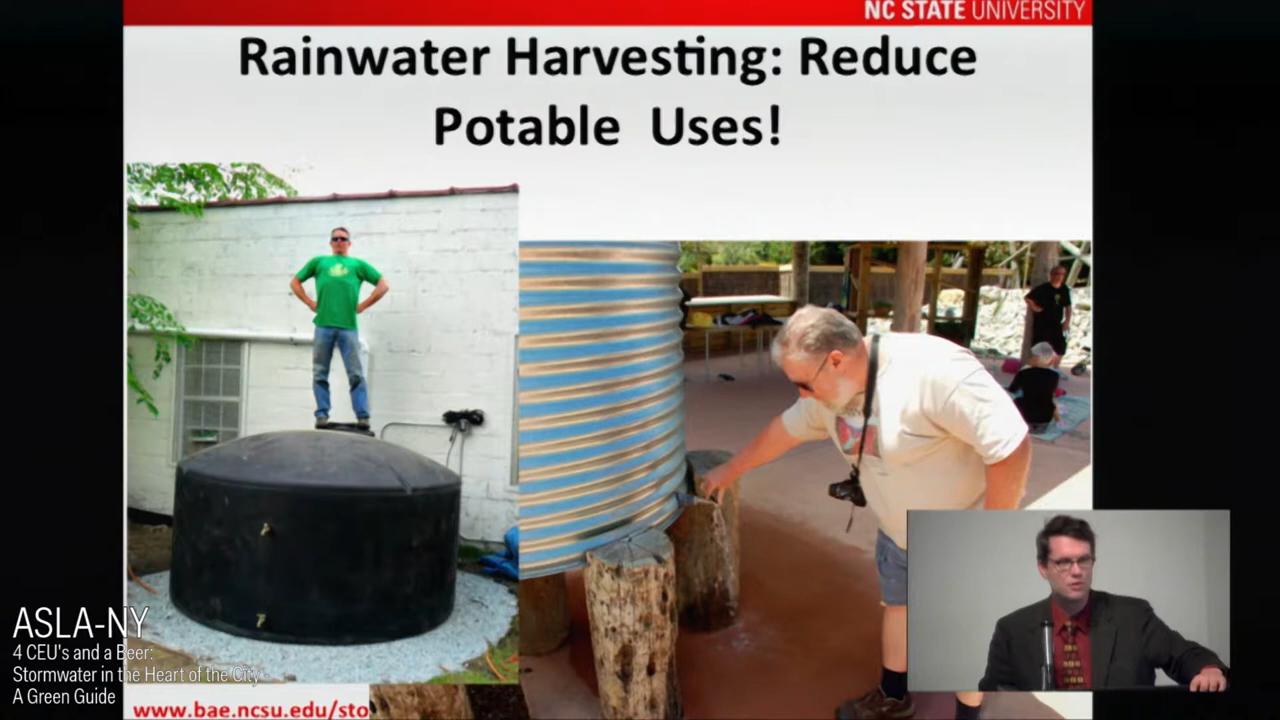 NC STATE UNIVERSITY
Rainwater Harvesting: Reduce
Potable Uses!
ASLA-NY
4 CEU's and a Beer:
Stormwater in the Heart of the City
A Green Guide
www.bae.ncsu.edu/sto